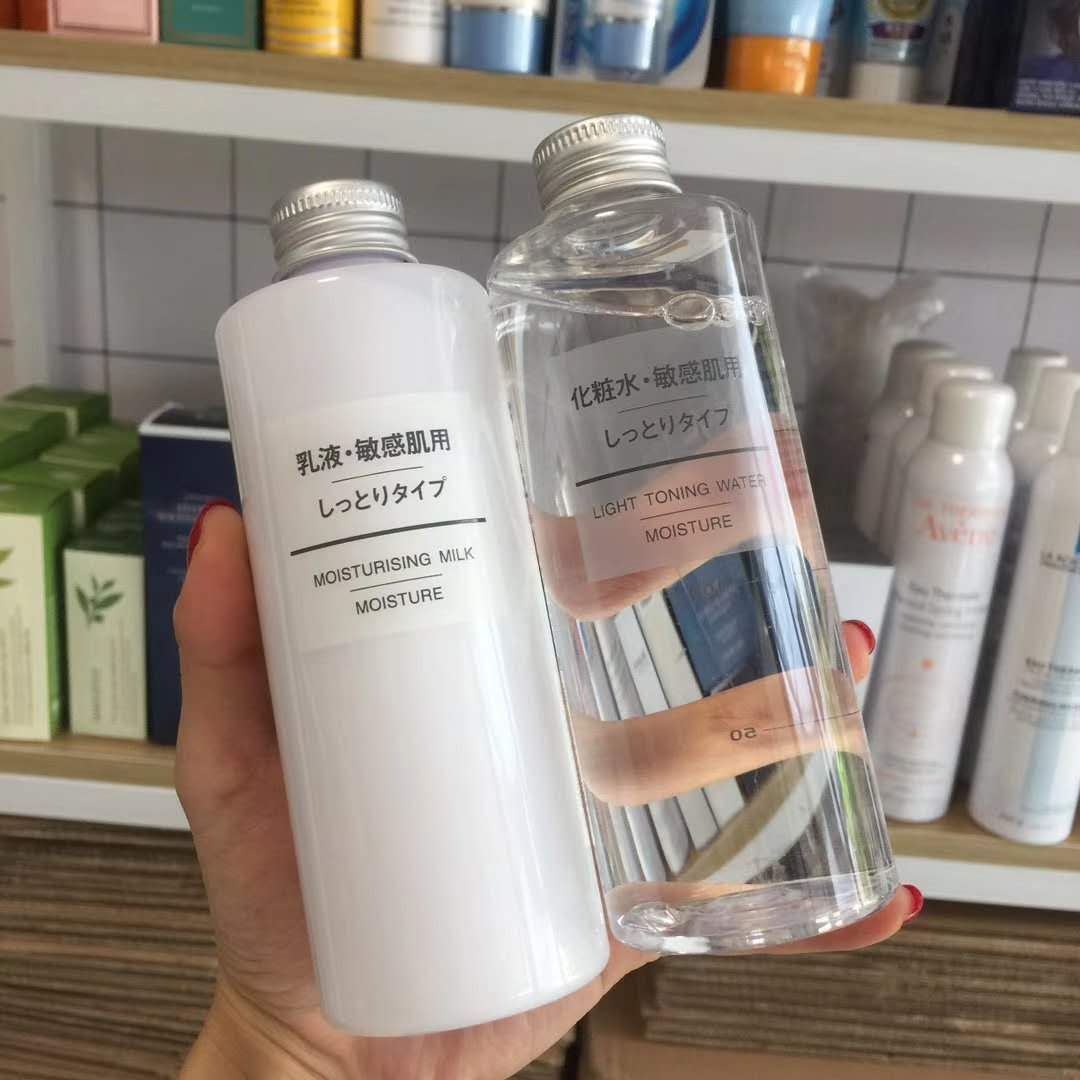 乳液・敏感肌用
しっとりタイプ
MOISTURISING MILK
MOISTURE
化粧水・敏感肌用
しっとりタイプ
LIGHT TONING WATER
MOISTURE
50
Avène